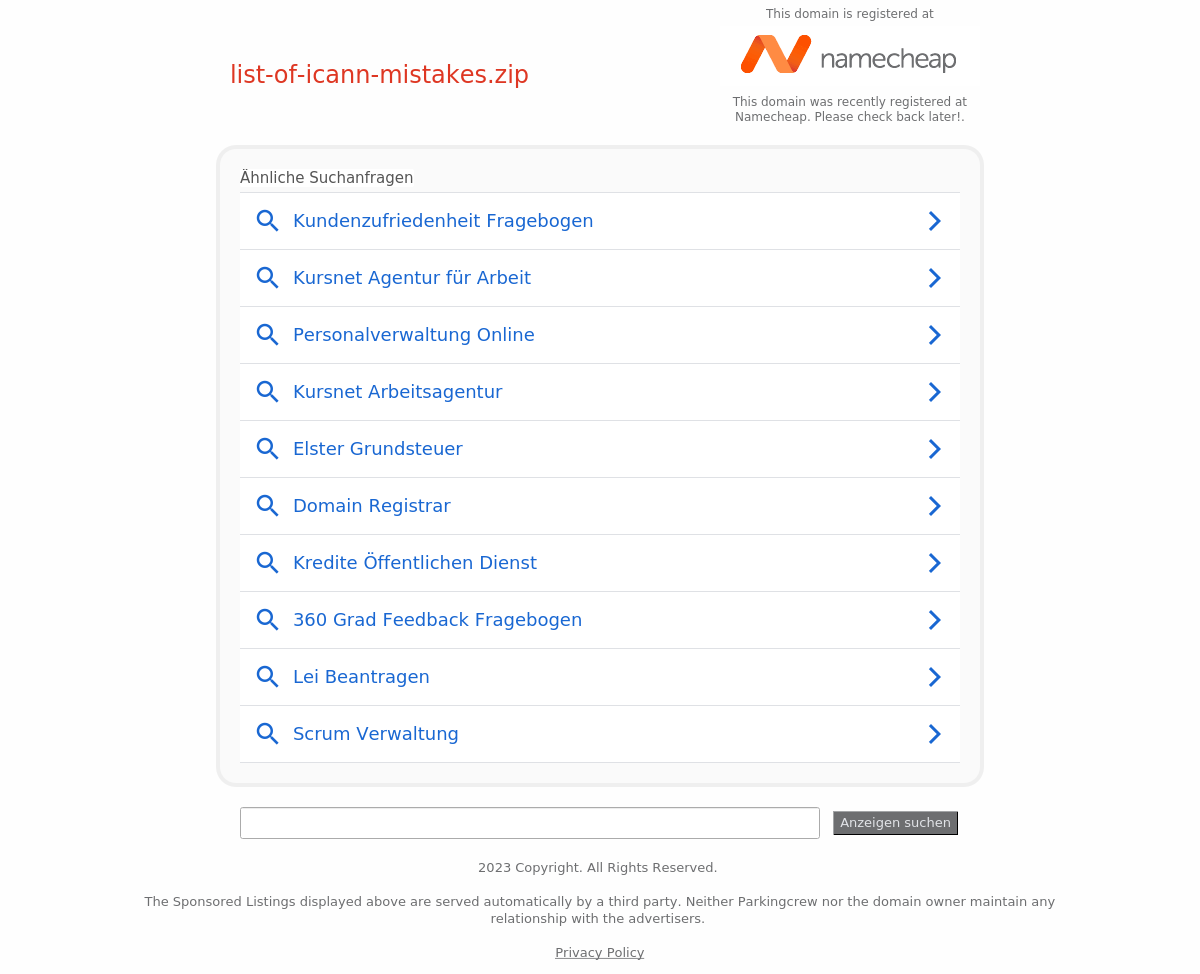 This domain is registered at
namecheap
list-of-icann-mistakes.zip
This domain was recently registered at
Namecheap. Please check back later!.
Ähnliche Suchanfragen
Kundenzufriedenheit Fragebogen
Kursnet Agentur für Arbeit
Personalverwaltung Online
Kursnet Arbeitsagentur
Elster Grundsteuer
Domain Registrar
Kredite Öffentlichen Dienst
360 Grad Feedback Fragebogen
Lei Beantragen
Scrum Verwaltung
Anzeigen suchen
2023 Copyright. All Rights Reserved.
The Sponsored Listings displayed above are served automatically by a third party. Neither Parkingcrew nor the domain owner maintain any
relationship with the advertisers.
Privacy Policy